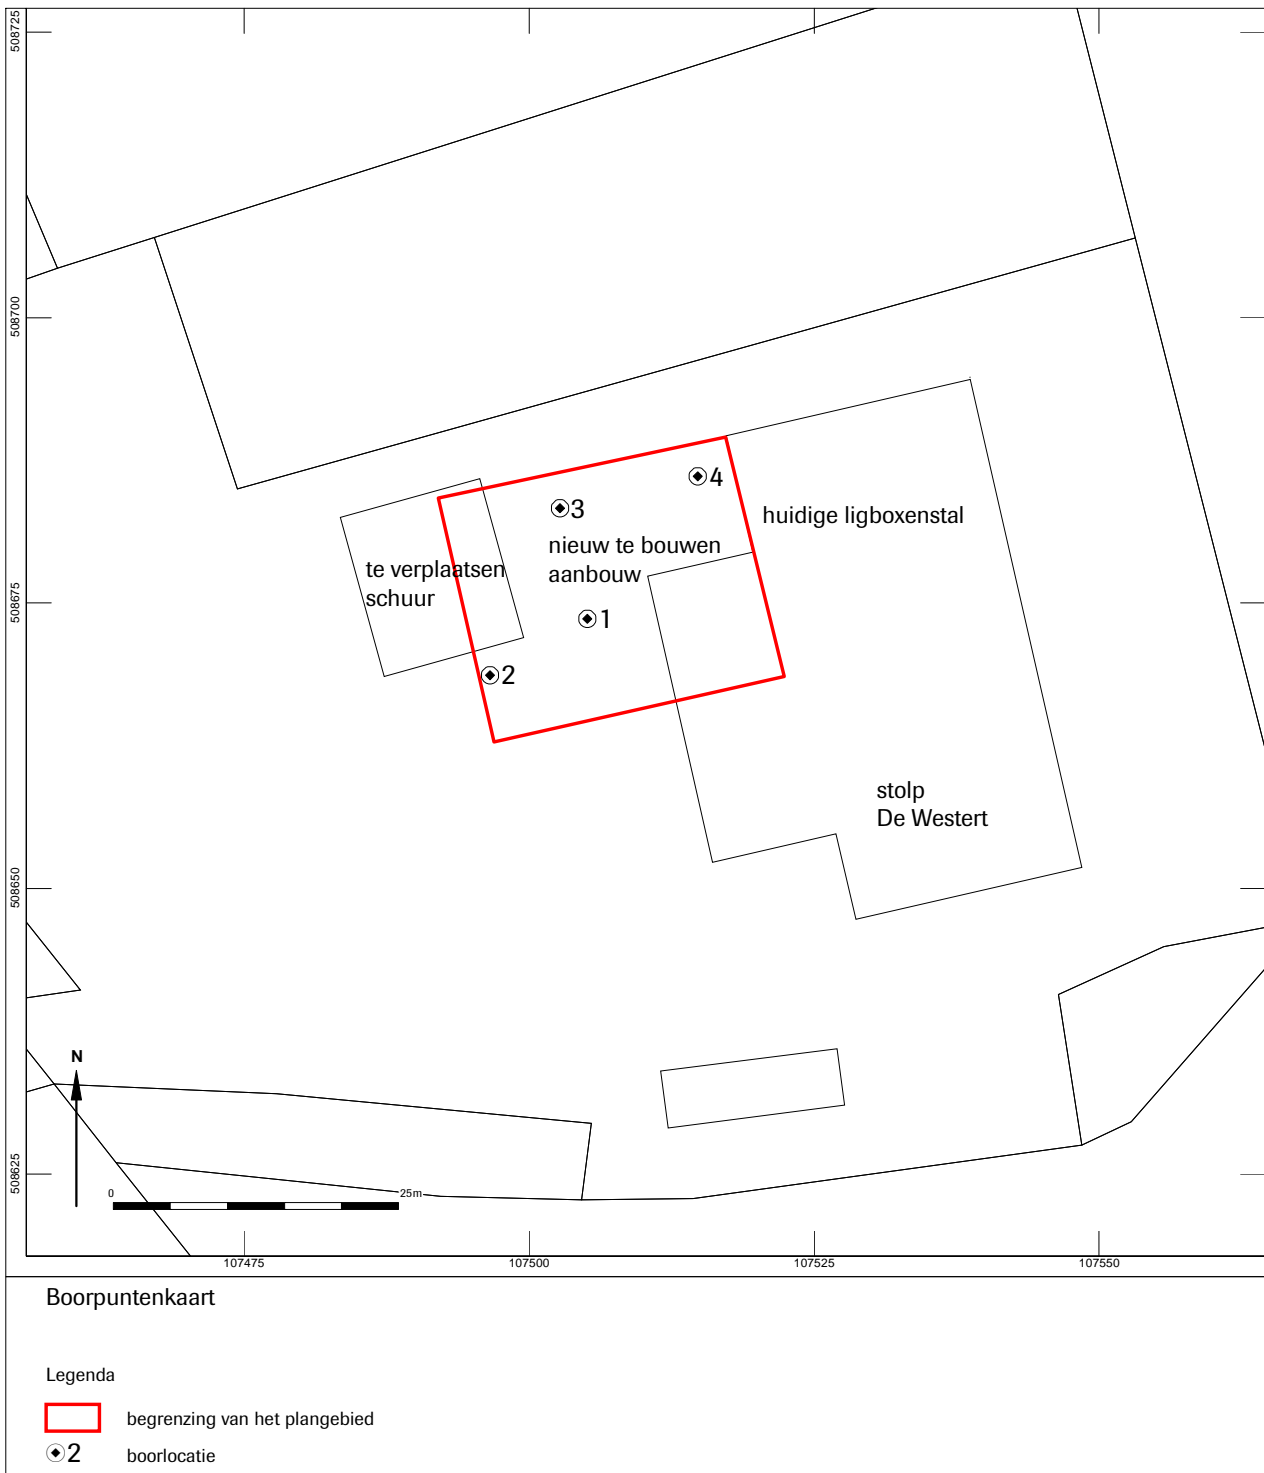 508725
508700
4
3
huidige ligboxenstal
nieuw te bouwen
aanbouw
te verplaatsen
schuur
508675
1
2
stolp
De Westert
508650
N
508625
0
25m
107475
107500
107525
107550
Boorpuntenkaart
Legenda
begrenzing van het plangebied
2 boorlocatie